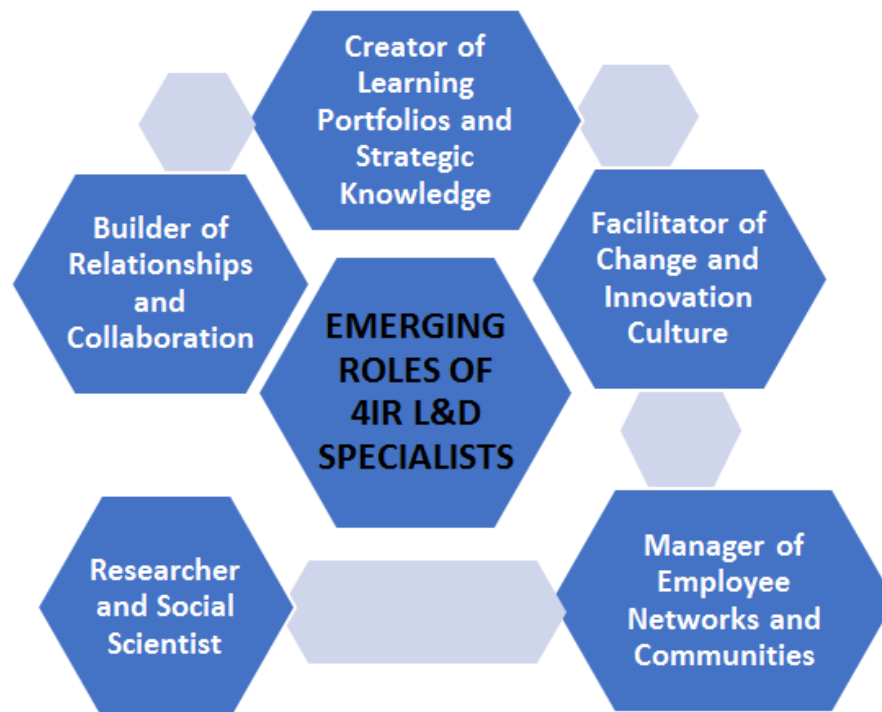 Creator of
Learning
Portfolios and
Strategic
Knowledge
Builder of
Relationships
and
Collaboration
Facilitator of
Change and
Innovation
Culture
EMERGING
ROLES OF
4IR L&D
SPECIALISTS
Researcher
and Social
Scientist
Manager of
Employee
Networks and
Communities